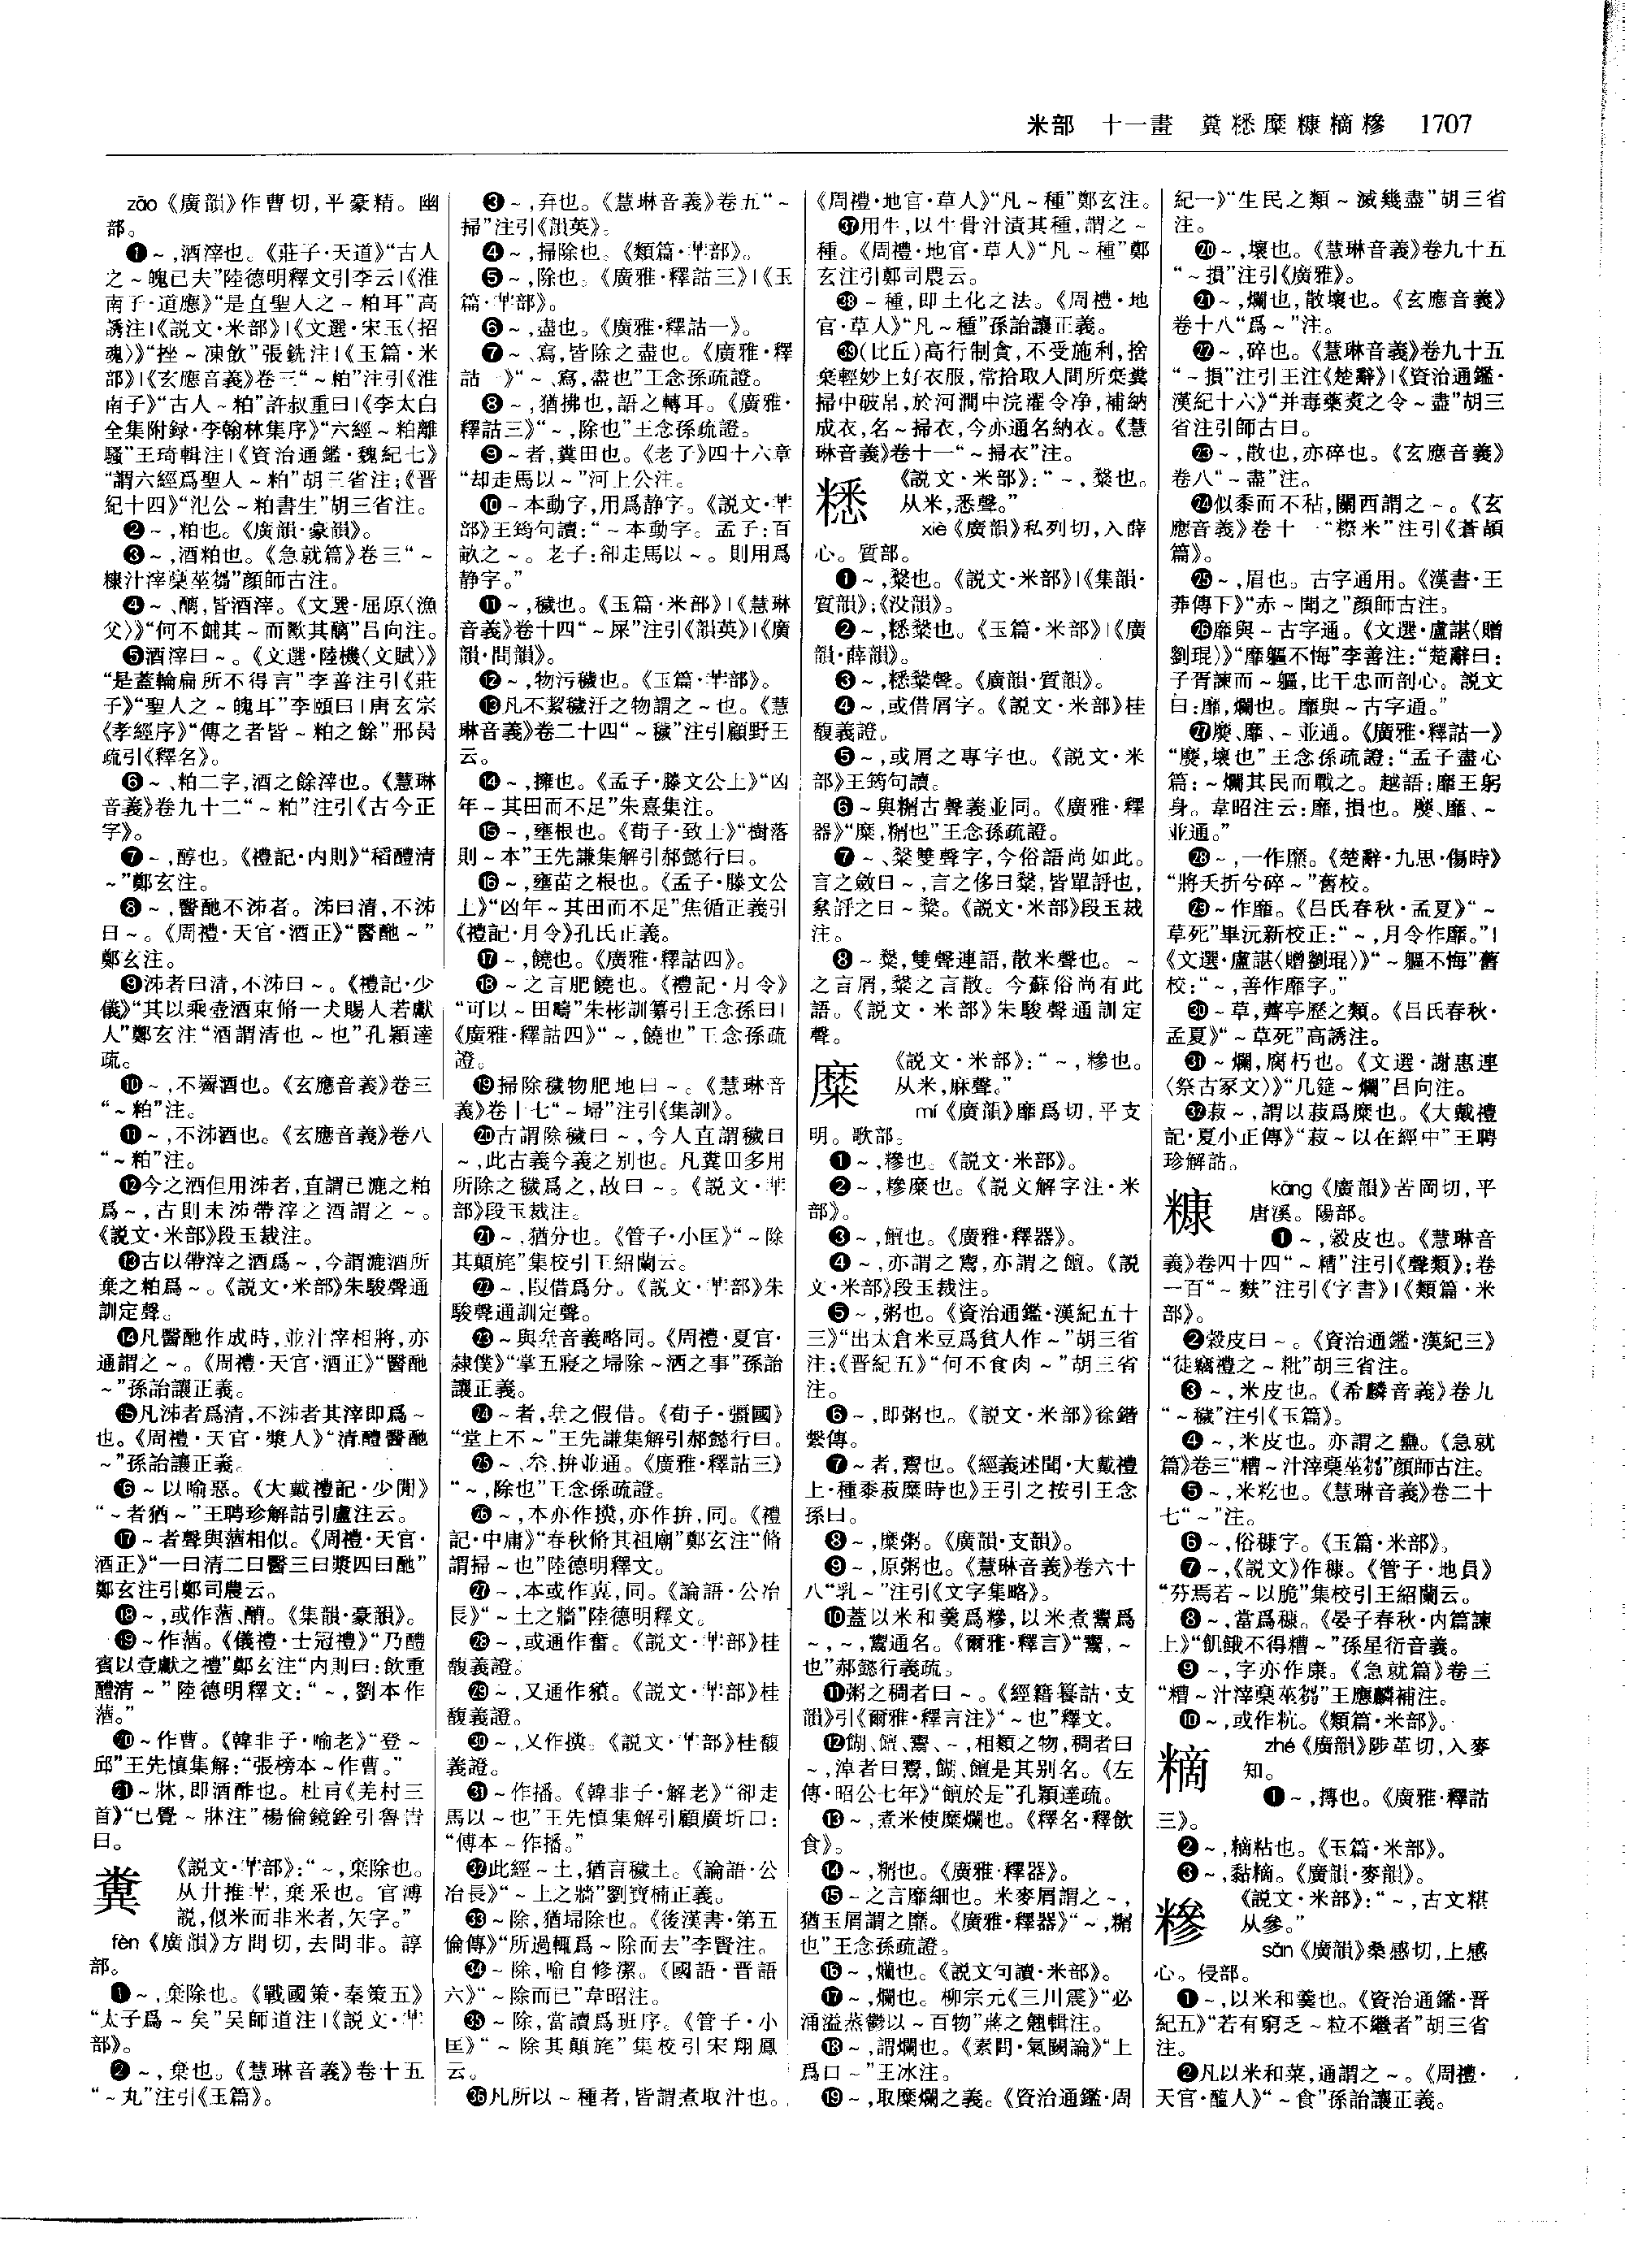 米部　十一畫　糞𥻦糜糠䊞糝　1707
zāo《廣韻》作曹切,平豪精。幽
部。
❶~,酒滓也。《莊子·天道》“古人
之~魄已夫”陸德明釋文引李云|《淮
南子·道應》“是直聖人之~粕耳”高
誘注|《説文·米部》|《文選·宋玉〈招
魂〉》“挫~凍飲”張銑注|《玉篇·米
部》|《玄應音義》卷三“~粕”注引《淮
南子》“古人~粕”許叔重曰|《李太白
全集附録·李翰林集序》“六經~粕離
騷”王琦輯注|《資治通鑑·魏紀七》
“謂六經爲聖人~粕”胡三省注;《晋
紀十四》“氾公~粕書生”胡三省注。
❷~,粕也。《廣韻·豪韻》。
❸~,酒粕也。《急就篇》卷三“~
糠汁滓稾莝芻”顔師古注。
❹~、醨,皆酒滓。《文選·屈原〈漁
父〉》“何不餔其~而歠其醨”吕向注。
❺酒滓曰~。《文選·陸機〈文賦〉》
“是蓋輪扁所不得言”李善注引《莊
子》“聖人之~魄耳”李頤曰|唐玄宗
《孝經序》“傳之者皆~粕之餘”邢昺
疏引《釋名》。
❻~、粕二字,酒之餘滓也。《慧琳
音義》卷九十二“~粕”注引《古今正
字》。
❼~,醇也。《禮記·内則》“稻醴清
~”鄭玄注。
❽~,醫酏不沛者。沛曰清,不沛
曰~。《周禮·天官·酒正》“醫酏~”
鄭玄注。
❾沛者曰清,不沛曰~。《禮記·少
儀》“其以乘壺酒束脩一犬賜人若獻
人”鄭玄注“酒謂清也~也”孔穎達
疏。
❿~,不㵕酒也。《玄應音義》卷三
“~粕”注。
⓫~,不沛酒也。《玄應音義》卷八
“~粕”注。
⓬今之酒但用沛者,直謂已漉之粕
爲~,古則未沛帶滓之酒謂之~。
《説文·米部》段玉裁注。
⓭古以帶滓之酒爲~,今謂漉酒所
棄之粕爲~。《説文·米部》朱駿聲通
訓定聲。
⓮凡醫酏作成時,並汁滓相將,亦
通謂之~。《周禮·天官·酒正》“醫酏
~”孫詒讓正義。
⓯凡沛者爲清,不沛者其滓即爲~
也。《周禮·天官·漿人》“清醴醫酏
~”孫詒讓正義。
⓰~以喻惡。《大戴禮記·少閒》
“~者猶~”王聘珍解詁引盧注云。
⓱~者聲與䔏相似。《周禮·天官·
酒正》“一曰清二曰醫三曰漿四曰酏”
鄭玄注引鄭司農云。
⓲~,或作䔏、醩。《集韻·豪韻》。
⓳~作䔏。《儀禮·士冠禮》“乃醴
賓以壹獻之禮”鄭玄注“内則曰:飲重
醴清~”陸德明釋文:“~,劉本作
䔏。”
⓴~作曹。《韓非子·喻老》“登~
邱”王先慎集解:“張榜本~作曹。”
㉑~牀,即酒醡也。杜甫《羌村三
首》“已覺~牀注”楊倫鏡銓引魯訔
曰。
糞
《説文·𠦒部》:“~,棄除也。
从廾推𠦒,棄釆也。官溥
説,似米而非米者,矢字。”
fèn《廣韻》方問切,去問非。諄
部。
❶~,棄除也。《戰國策·秦策五》
“太子爲~矣”吴師道注|《説文·𠦒
部》。
❷~,棄也。《慧琳音義》卷十五
“~丸”注引《玉篇》。
❸~,弃也。《慧琳音義》卷五“~
掃”注引《韻英》。
❹~,掃除也。《類篇·𠦒部》。
❺~,除也。《廣雅·釋詁三》|《玉
篇·𠦒部》。
❻~,盡也。《廣雅·釋詁一》。
❼~、寫,皆除之盡也。《廣雅·釋
詁一》“~、寫,盡也”王念孫疏證。
❽~,猶拂也,語之轉耳。《廣雅·
釋詁三》“~,除也”王念孫疏證。
❾~者,糞田也。《老子》四十六章
“却走馬以~”河上公注。
❿~本動字,用爲静字。《説文·𠦒
部》王筠句讀:“~本動字。孟子:百
畝之~。老子:卻走馬以~。則用爲
静字。”
⓫~,穢也。《玉篇·米部》|《慧琳
音義》卷十四“~屎”注引《韻英》|《廣
韻·問韻》。
⓬~,物污穢也。《玉篇·𠦒部》。
⓭凡不絜穢汙之物謂之~也。《慧
琳音義》卷二十四“~穢”注引顧野王
云。
⓮~,擁也。《孟子·滕文公上》“凶
年~其田而不足”朱熹集注。
⓯~,壅根也。《荀子·致士》“樹落
則~本”王先謙集解引郝懿行曰。
⓰~,壅苗之根也。《孟子·滕文公
上》“凶年~其田而不足”焦循正義引
《禮記·月令》孔氏正義。
⓱~,饒也。《廣雅·釋詁四》。
⓲~之言肥饒也。《禮記·月令》
“可以~田疇”朱彬訓纂引王念孫曰|
《廣雅·釋詁四》“~,饒也”王念孫疏
證。
⓳掃除穢物肥地曰~。《慧琳音
義》卷十七“~埽”注引《集訓》。
⓴古謂除穢曰~,今人直謂穢曰
~,此古義今義之别也。凡糞田多用
所除之穢爲之,故曰~。《説文·𠦒
部》段玉裁注。
㉑~,猶分也。《管子·小匡》“~除
其顛旄”集校引王紹蘭云。
㉒~,叚借爲分。《説文·𠦒部》朱
駿聲通訓定聲。
㉓~與𡊄音義略同。《周禮·夏官·
隸僕》“掌五寢之埽除~洒之事”孫詒
讓正義。
㉔~者,𡊄之假借。《荀子·彊國》
“堂上不~”王先謙集解引郝懿行曰。
㉕~、𡊄、拚並通。《廣雅·釋詁三》
“~,除也”王念孫疏證。
㉖~,本亦作㩔,亦作拚,同。《禮
記·中庸》“春秋脩其祖廟”鄭玄注“脩
謂掃~也”陸德明釋文。
㉗~,本或作㒹,同。《論語·公冶
長》“~土之牆”陸德明釋文。
㉘~,或通作奮。《説文·𠦒部》桂
馥義證。
㉙~,又通作獖。《説文·𠦒部》桂
馥義證。
㉚~,又作㩔。《説文·𠦒部》桂馥
義證。
㉛~作播。《韓非子·解老》“卻走
馬以~也”王先慎集解引顧廣圻曰:
“傅本~作播。”
㉜此經~土,猶言穢土。《論語·公
冶長》“~土之牆”劉寶楠正義。
㉝~除,猶埽除也。《後漢書·第五
倫傳》“所過輒爲~除而去”李賢注。
㉞~除,喻自修潔。《國語·晋語
六》“~除而已”韋昭注。
㉟~除,當讀爲班序。《管子·小
匡》“~除其顛旄”集校引宋翔鳳
云。
㊱凡所以~種者,皆謂煮取汁也。
《周禮·地官·草人》“凡~種”鄭玄注。
㊲用牛,以牛骨汁漬其種,謂之~
種。《周禮·地官·草人》“凡~種”鄭
玄注引鄭司農云。
㊳~種,即土化之法。《周禮·地
官·草人》“凡~種”孫詒讓正義。
㊴(比丘)高行制食,不受施利,捨
棄輕妙上好衣服,常拾取人間所棄糞
掃中破帛,於河澗中浣濯令净,補納
成衣,名~掃衣,今亦通名納衣。《慧
琳音義》卷十一“~掃衣”注。
𥻦
《説文·米部》:“~,𥻦也。
从米,悉聲。”
xiè《廣韻》私列切,入薛
心。質部。
❶~,糳也。《説文·米部》|《集韻·
質韻》;《没韻》。
❷~,𥻦糳也。《玉篇·米部》|《廣
韻·薛韻》。
❸~,𥻦糳聲。《廣韻·質韻》。
❹~,或借屑字。《説文·米部》桂
馥義證。
❺~,或屑之專字也。《説文·米
部》王筠句讀。
❻~與糏古聲義並同。《廣雅·釋
器》“糜,糏也”王念孫疏證。
❼~、糳雙聲字,今俗語尚如此。
言之斂曰~,言之侈曰糳,皆單評也,
絫評之曰~糳。《説文·米部》段玉裁
注。
❽~糳,雙聲連語,散米聲也。~
之言屑,糳之言散。今蘇俗尚有此
語。《説文·米部》朱駿聲通訓定
聲。
糜
《説文·米部》:“~,糝也。
从米,麻聲。”
mí《廣韻》靡爲切,平支
明。歌部。
❶~,糝也。《説文·米部》。
❷~,糝糜也。《説文解字注·米
部》。
❸~,饘也。《廣雅·釋器》。
❹~,亦謂之鬻,亦謂之饘。《説
文·米部》段玉裁注。
❺~,粥也。《資治通鑑·漢紀五十
三》“出太倉米豆爲貧人作~”胡三省
注;《晋紀五》“何不食肉~”胡三省
注。
❻~,即粥也。《説文·米部》徐鍇
繫傳。
❼~者,鬻也。《經義述聞·大戴禮
上·種黍菽糜時也》王引之按引王念
孫曰。
❽~,糜粥。《廣韻·支韻》。
❾~,厚粥也。《慧琳音義》卷六十
八“乳~”注引《文字集略》。
❿蓋以米和羹爲糝,以米煮鬻爲
~,~,鬻通名。《爾雅·釋言》“鬻,~
也”郝懿行義疏。
⓫粥之稠者曰~。《經籍籑詁·支
韻》引《爾雅·釋言注》“~也”釋文。
⓬餬、饘、鬻、~,相類之物,稠者曰
~,淖者曰鬻,餬、饘是其别名。《左
傳·昭公七年》“饘於是”孔穎達疏。
⓭~,煮米使糜爛也。《釋名·釋飲
食》。
⓮~,糏也。《廣雅·釋器》。
⓯~之言靡細也。米麥屑謂之~,
猶玉屑謂之靡。《廣雅·釋器》“~,糏
也”王念孫疏證。
⓰~,爤也。《説文句讀·米部》。
⓱~,爛也。柳宗元《三川震》“必
涌溢蒸鬱以~百物”蔣之翹輯注。
⓲~,謂爛也。《素問·氣闕論》“上
爲口~”王冰注。
⓳~,取糜爛之義。《資治通鑑·周
紀一》“生民之類~滅幾盡”胡三省
注。
⓴~,壞也。《慧琳音義》卷九十五
“~損”注引《廣雅》。
㉑~,爛也,散壞也。《玄應音義》
卷十八“爲~”注。
㉒~,碎也。《慧琳音義》卷九十五
“~損”注引王注《楚辭》|《資治通鑑·
漢紀十六》“并毒藥煑之令~盡”胡三
省注引師古曰。
㉓~,散也,亦碎也。《玄應音義》
卷八“~盡”注。
㉔似黍而不秥,關西謂之~。《玄
應音義》卷十一“穄米”注引《蒼頡
篇》。
㉕~,眉也。古字通用。《漢書·王
莽傳下》“赤~聞之”顔師古注。
㉖靡與~古字通。《文選·盧諶〈贈
劉琨〉》“靡軀不悔”李善注:“楚辭曰:
子胥諫而~軀,比干忠而剖心。説文
曰:靡,爛也。靡與~古字通。”
㉗䃺、靡、~並通。《廣雅·釋詁一》
“䃺,壞也”王念孫疏證:“孟子盡心
篇:~爛其民而戰之。越語:靡王躬
身。韋昭注云:靡,損也。䃺、靡、~
並通。”
㉘~,一作縻。《楚辭·九思·傷時》
“將夭折兮碎~”舊校。
㉙~作靡。《吕氏春秋·孟夏》“~
草死”畢沅新校正:“~,月令作靡。”|
《文選·盧諶〈贈劉琨〉》“~軀不悔”舊
校:“~,善作靡字。”
㉚~草,薺亭歷之類。《吕氏春秋·
孟夏》“~草死”高誘注。
㉛~爛,腐朽也。《文選·謝惠連
〈祭古冢文〉》“几筵~爛”吕向注。
㉜菽~,謂以菽爲糜也。《大戴禮
記·夏小正傳》“菽~以在經中”王聘
珍解詁。
糠
kāng《廣韻》苦岡切,平
唐溪。陽部。
❶~,穀皮也。《慧琳音
義》卷四十四“~𥽦”注引《聲類》;卷
一百“~麩”注引《字書》|《類篇·米
部》。
❷穀皮曰~。《資治通鑑·漢紀三》
“徒竊禮之~粃”胡三省注。
❸~,米皮也。《希麟音義》卷九
“~穢”注引《玉篇》。
❹~,米皮也。亦謂之䊪。《急就
篇》卷三“糟~汁滓稾莝芻”顔師古注。
❺~,米籺也。《慧琳音義》卷二十
七“~”注。
❻~,俗穅字。《玉篇·米部》。
❼~,《説文》作穅。《管子·地員》
“芬焉若~以脆”集校引王紹蘭云。
❽~,當爲穅。《晏子春秋·内篇諫
上》“飢餓不得糟~”孫星衍音義。
❾~,字亦作康。《急就篇》卷三
“糟~汁滓稾莝芻”王應麟補注。
❿~,或作粇。《類篇·米部》。
䊞
zhé《廣韻》陟革切,入麥
知。
❶~,摶也。《廣雅·釋詁
三》。
❷~,䊞粘也。《玉篇·米部》。
❸~,黏䊞。《廣韻·麥韻》。
糝
《説文·米部》:“~,古文糂
从參。”
sǎn《廣韻》桑感切,上感
心。侵部。
❶~,以米和羹也。《資治通鑑·晋
紀五》“若有窮乏~粒不繼者”胡三省
注。
❷凡以米和菜,通謂之~。《周禮·
天官·醢人》“~食”孫詒讓正義。